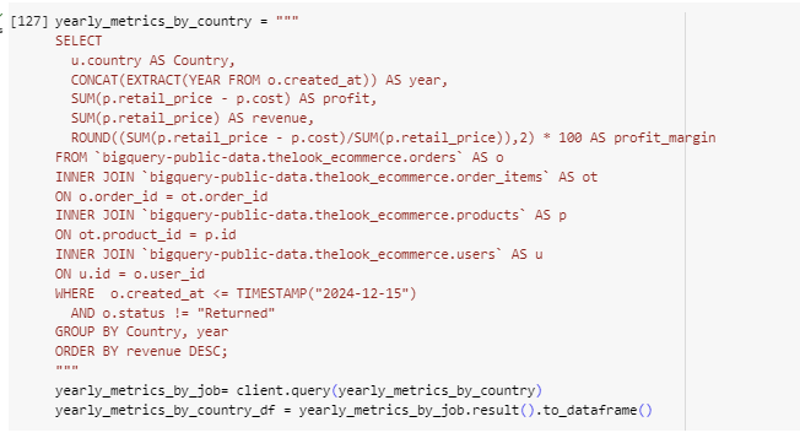 [127] yearly_metrics_by_country = """
SELECT
u.country AS Country,
CONCAT(EXTRACT(YEAR FROM o.created_at)) AS year,
SUM(p.retail_price - p.cost) AS profit,
SUM(p.retail_price) AS revenue,
ROUND((SUM(p.retail_price - p.cost)/SUM(p.retail_price)),2) * 100 AS profit_margin
FROM `bigquery-public-data.thelook_ecommerce.orders` AS o
INNER JOIN `bigquery-public-data.thelook_ecommerce.order_items` AS ot
ON o.order_id = ot.order_id
INNER JOIN `bigquery-public-data.thelook_ecommerce.products` AS p
ON ot.product_id = p.id
INNER JOIN `bigquery-public-data.thelook_ecommerce.users` AS u
ON u.id = o.user_id
WHERE  o.created_at <= TIMESTAMP("2024-12-15")
AND o.status != "Returned"
GROUP BY Country, year
ORDER BY revenue DESC;
"""
yearly_metrics_by_job= client.query(yearly_metrics_by_country)
yearly_metrics_by_country_df = yearly_metrics_by_job.result().to_dataframe()